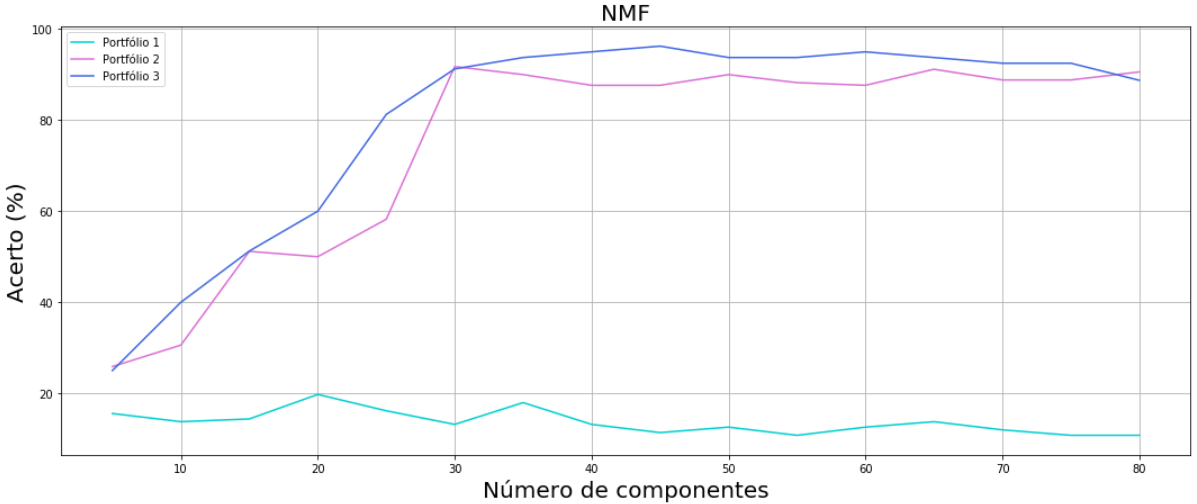 NMF
100
80
60
40
20
Acerto (%)
Portfólio 1
Portfólio 2
Portfólio 3
10 20 30 40 50 60 70 80
Número de componentes